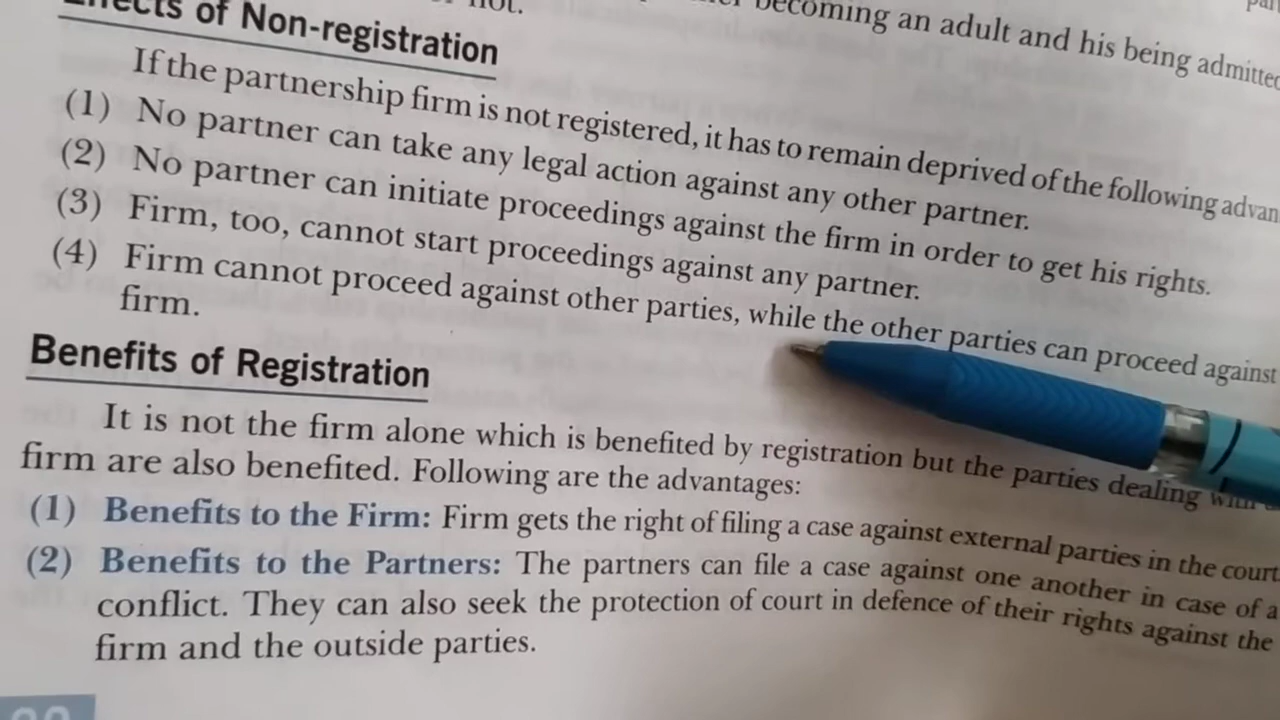 not.
becoming an adult and his being admitted
Effects of Non-registration
If the partnership firm is not registered, it has to remain deprived of the following advan
(1) No partner can take any legal action against any other partner.
(2) No partner can initiate proceedings against the firm in order to get his rights.
(3) Firm, too, cannot start proceedings against any partner.
(4) Firm cannot proceed against other parties, while the other parties can proceed against
firm.
Benefits of Registration
It is not the firm alone which is benefited by registration but the parties dealing with
firm are also benefited. Following are the advantages:
(1) Benefits to the Firm: Firm gets the right of filing a case against external parties in the court
(2) Benefits to the Partners: The partners can file a case against one another in case of a
conflict. They can also seek the protection of court in defence of their rights against the
firm and the outside parties.